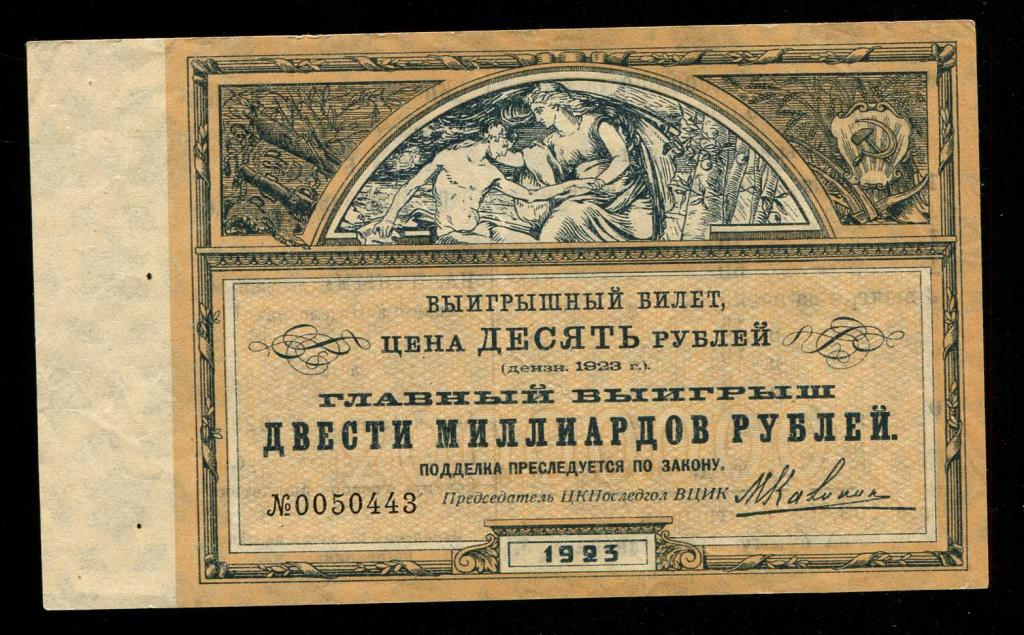 ВЫИГРЫШНЫЙ БИЛЕТ,
ЦЕНА ДЕСЯТЬ РУБЛЕЙ
(дензн. 1923 г.).
ГЛАВНЫЙ ВЫИГРЫШ
ДВЕСТИ МИЛЛИАРДОВ РУБЛЕЙ.
ПОДДЕЛКА ПРЕСЛЕДУЕТСЯ ПО ЗАКОНУ.
№0050443 Председатель ЦКПоследгол ВЦИК МКалинин
1923